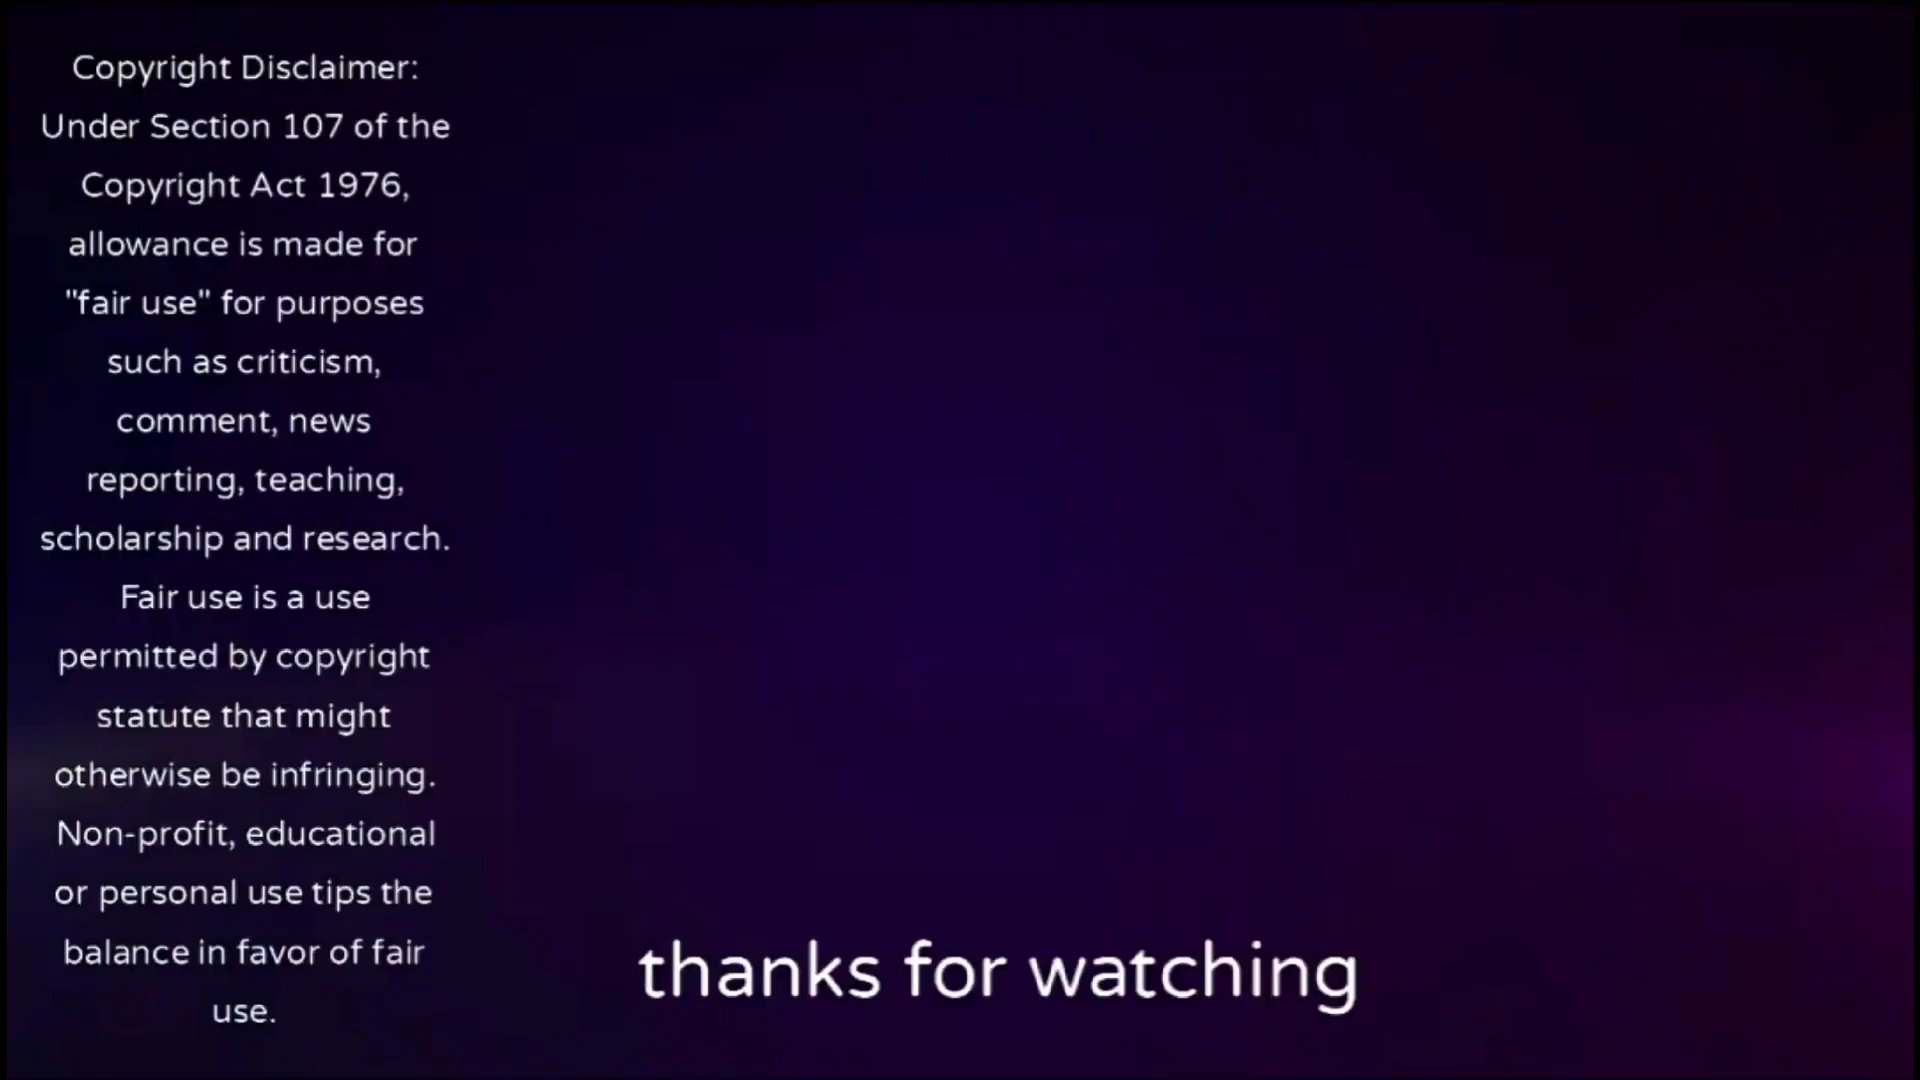 Copyright Disclaimer:
Under Section 107 of the
Copyright Act 1976,
allowance is made for
"fair use" for purposes
such as criticism,
comment, news
reporting, teaching,
scholarship and research.
Fair use is a use
permitted by copyright
statute that might
otherwise be infringing.
Non-profit, educational
or personal use tips the
balance in favor of fair
use.
thanks for watching